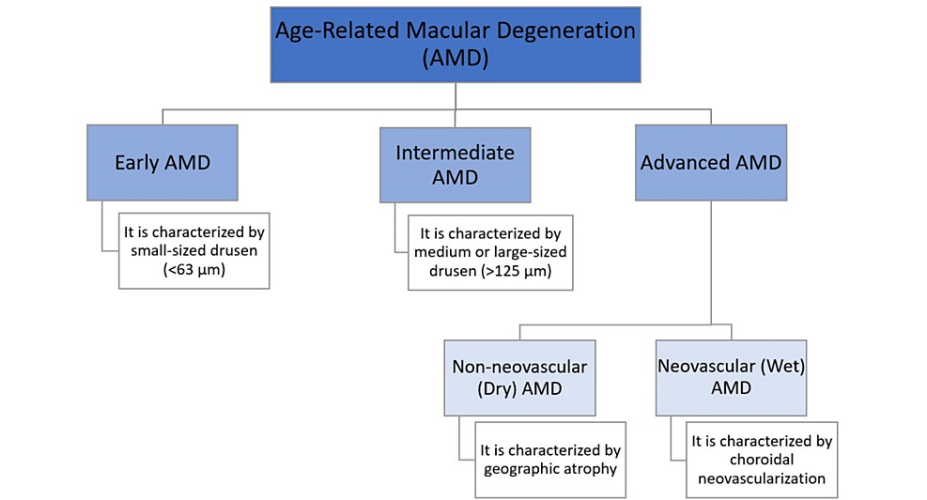 Age-Related Macular Degeneration
(AMD)
Early AMD
Intermediate
AMD
Advanced AMD
It is characterized by
small-sized drusen
(<63 µm)
It is characterized by
medium or large-sized
drusen (>125 µm)
Non-neovascular
(Dry) AMD
Neovascular (Wet)
AMD
It is characterized by
geographic atrophy
It is characterized by
choroidal
neovascularization